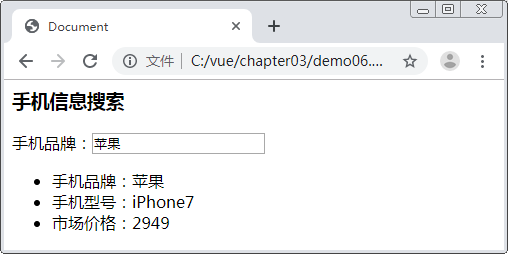 Document
文件 C:/vue/chapter03/demo06....
手机信息搜索
手机品牌：苹果
手机品牌：苹果
手机型号：iPhone7
市场价格：2949